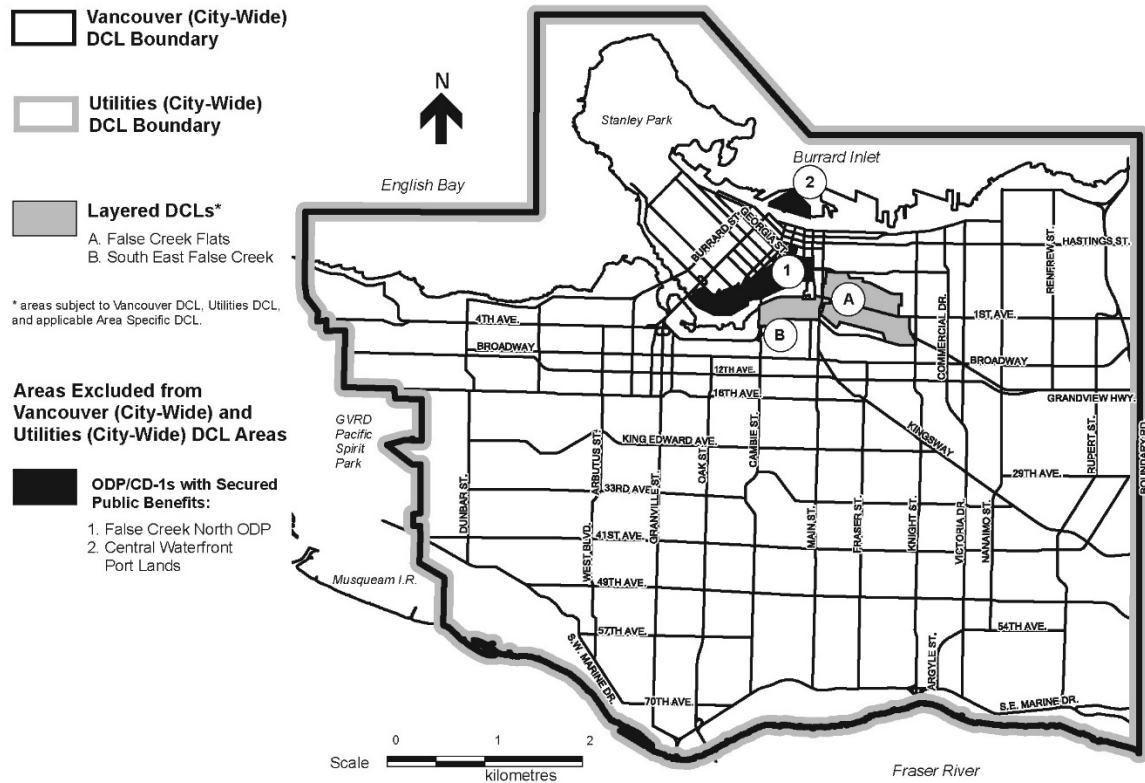 Vancouver (City-Wide)
DCL Boundary
Utilities (City-Wide)
DCL Boundary
Layered DCLs*
A. False Creek Flats
B. South East False Creek
* areas subject to Vancouver DCL, Utilities DCL,
and applicable Area Specific DCL.
Areas Excluded from
Vancouver (City-Wide) and
Utilities (City-Wide) DCL Areas
ODP/CD-1s with Secured
Public Benefits:
1. False Creek North ODP
2. Central Waterfront
Port Lands
N
Stanley Park
English Bay
Burrard Inlet
2
BURRARD ST.
GEORGIA ST.
1
A
B
HASTINGS ST.
RENFREW ST.
COMMERCIAL DR.
4TH AVE.
1ST AVE.
BROADWAY
BROADWAY
12TH AVE.
16TH AVE.
GRANDVIEW HWY.
GVRD
Pacific
Spirit
Park
KING EDWARD AVE.
KINGSWAY
DUNBAR ST.
ARBUTUS ST.
GRANVILLE ST.
OAK ST.
CAMBIE ST.
RUPERT ST.
BOUNDARY RD.
29TH AVE.
33RD AVE.
41ST AVE.
WEST BLVD.
MAIN ST.
FRASER ST.
KNIGHT ST.
VICTORIA DR.
NANAIMO ST.
Musqueam I.R.
49TH AVE.
57TH AVE.
54TH AVE.
S.W. MARINE DR.
ARGYLE ST.
70TH AVE.
S.E. MARINE DR.
Scale
0 1 2
kilometres
Fraser River